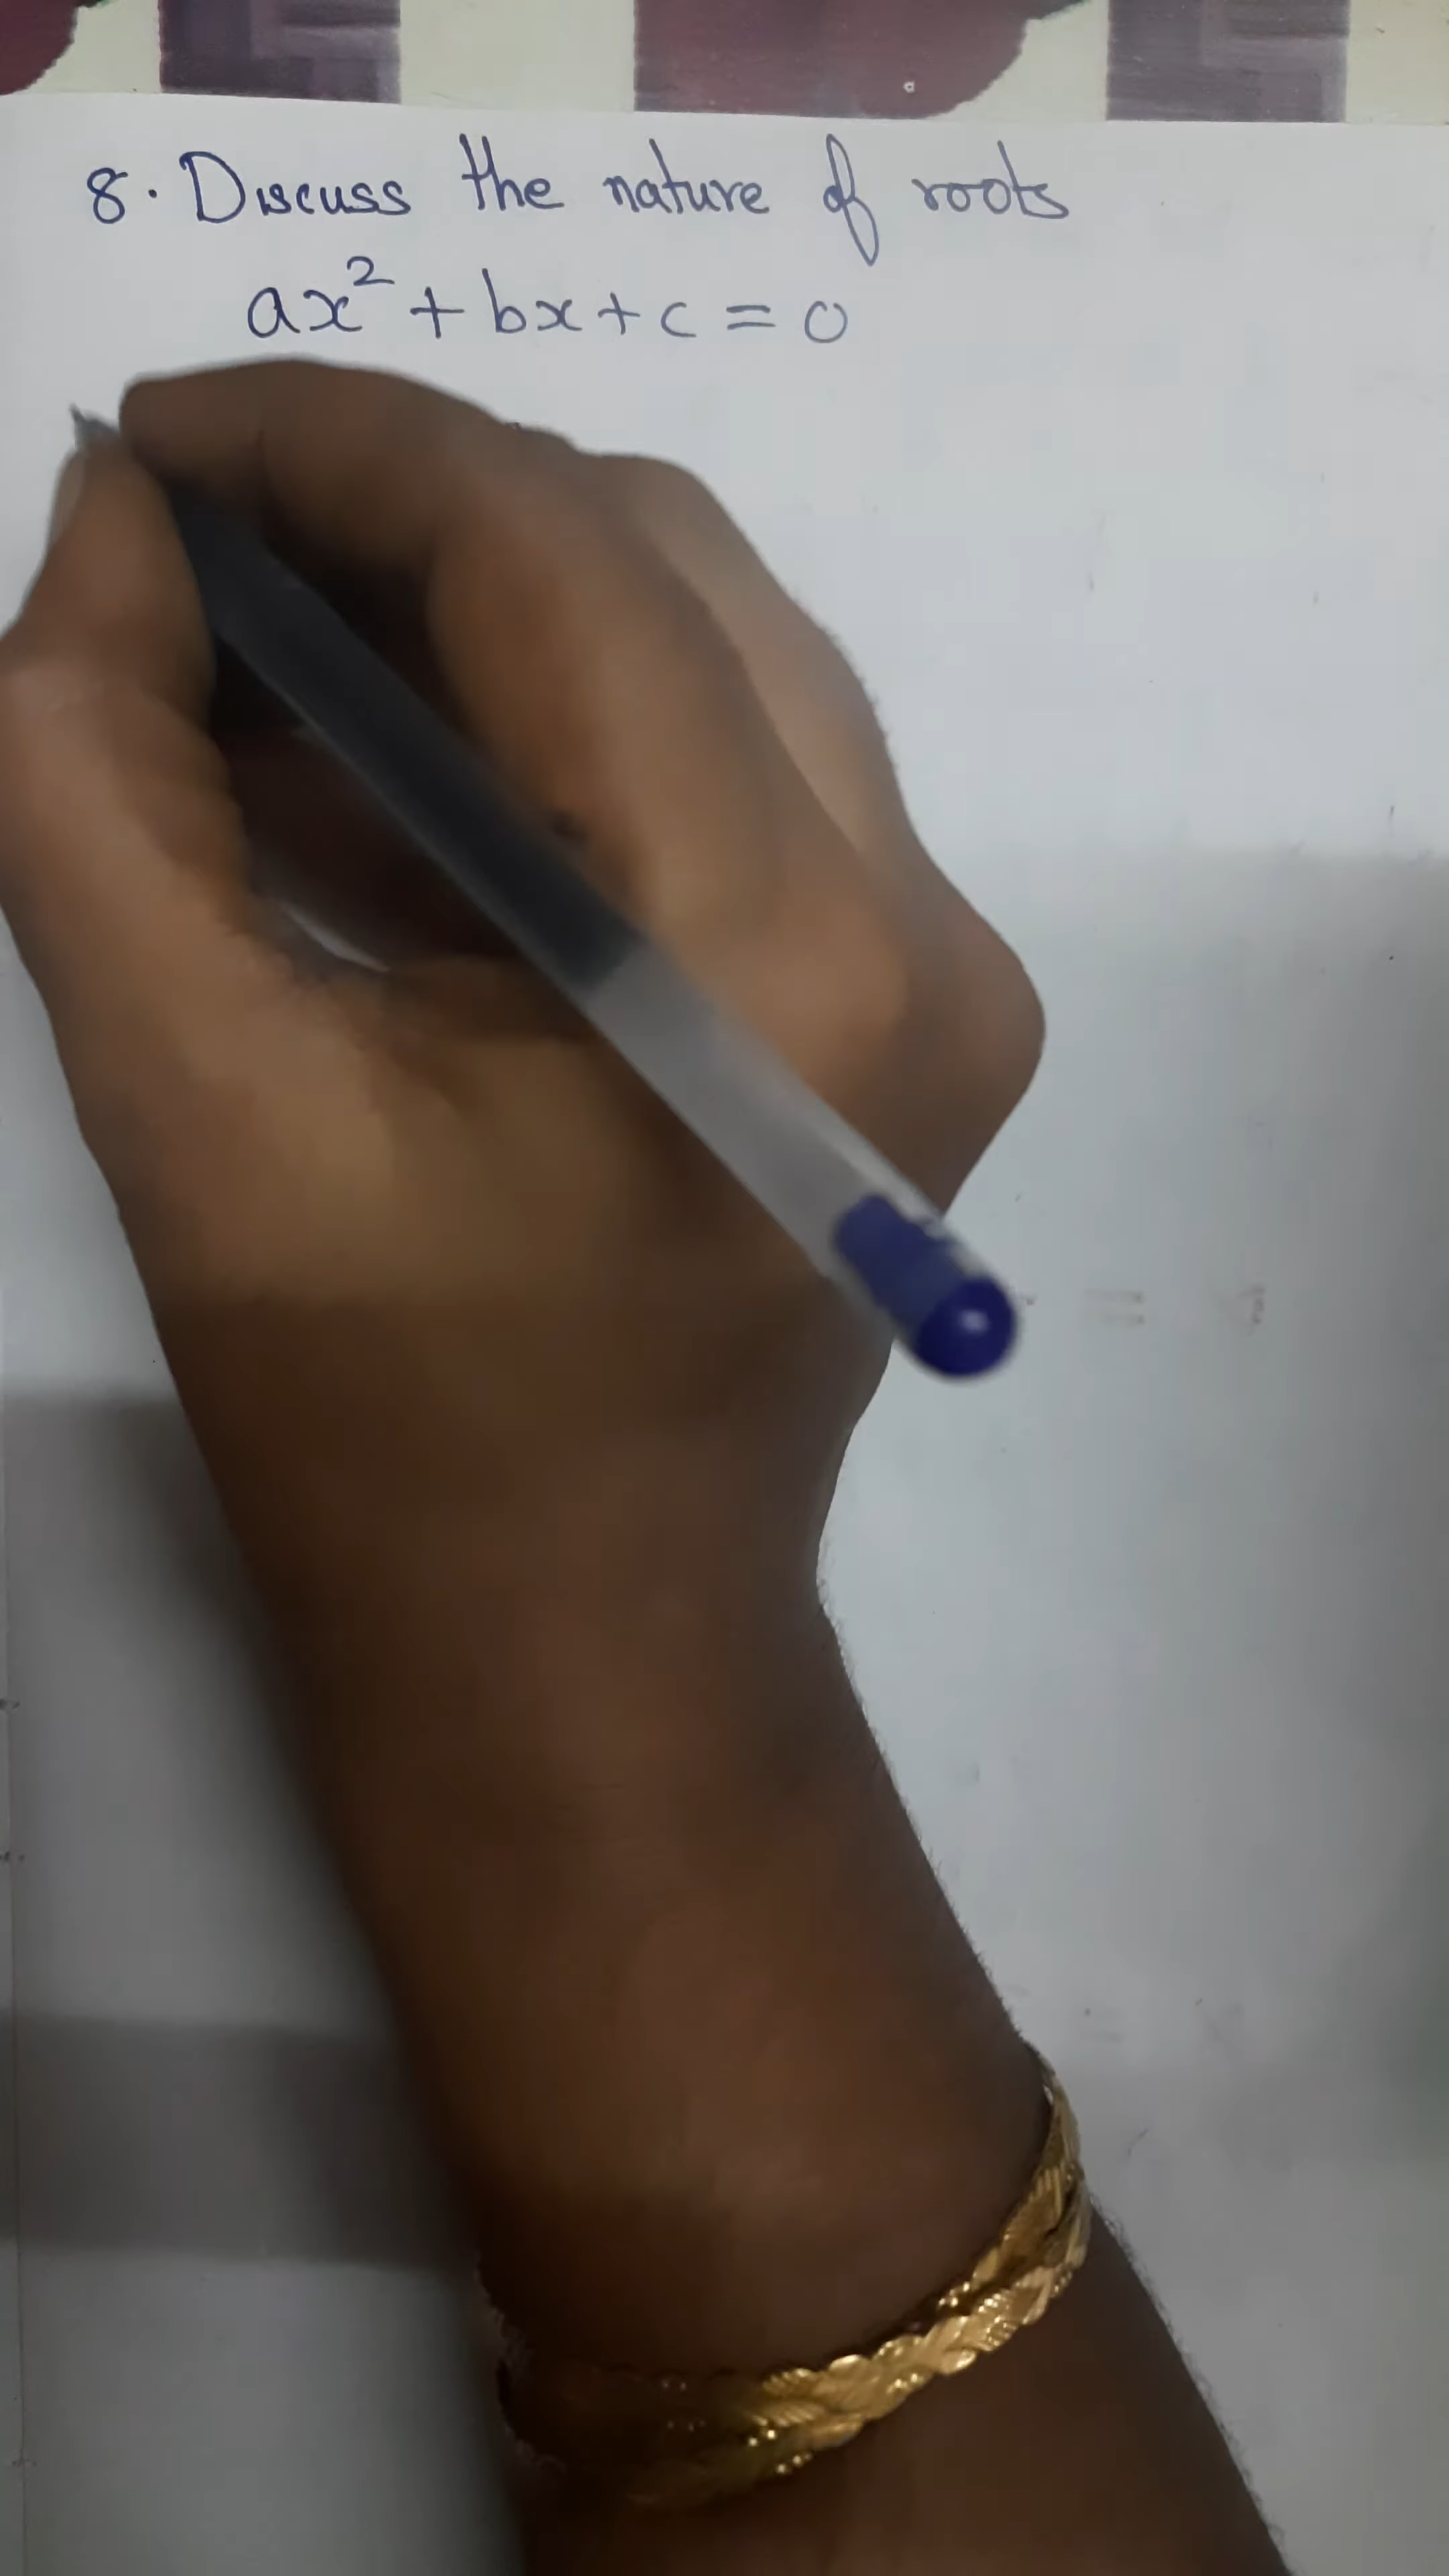 8. Discuss the nature of roots
ax² + bx + c = 0